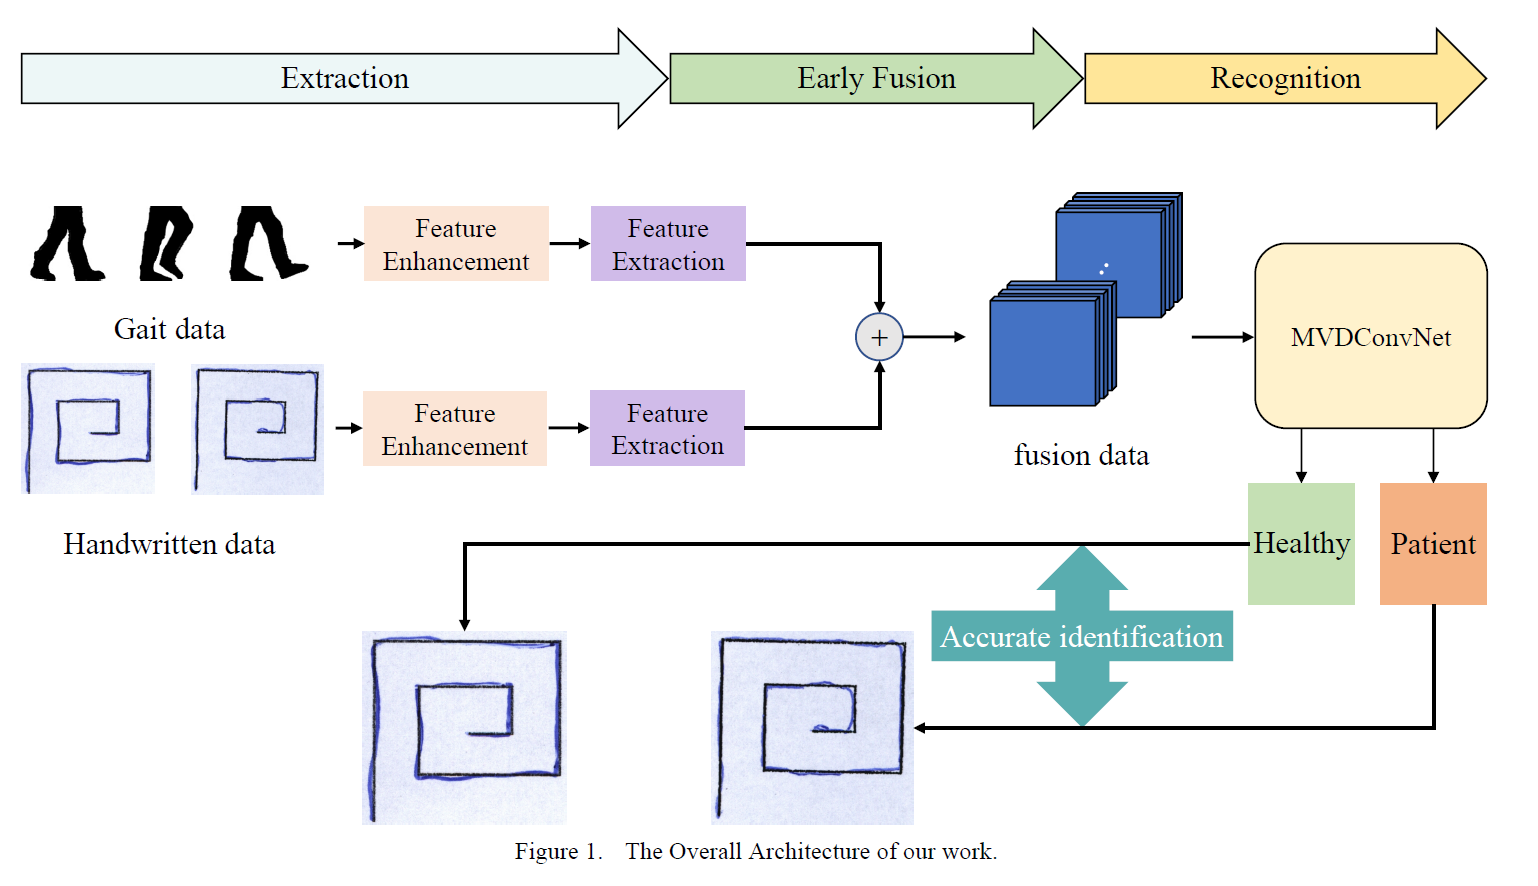 Extraction
Early Fusion
Recognition
Feature
Enhancement
Feature
Extraction
Gait data
+
MVDConvNet
Feature
Enhancement
Feature
Extraction
fusion data
Handwritten data
Healthy
Patient
Accurate identification
Figure 1. The Overall Architecture of our work.